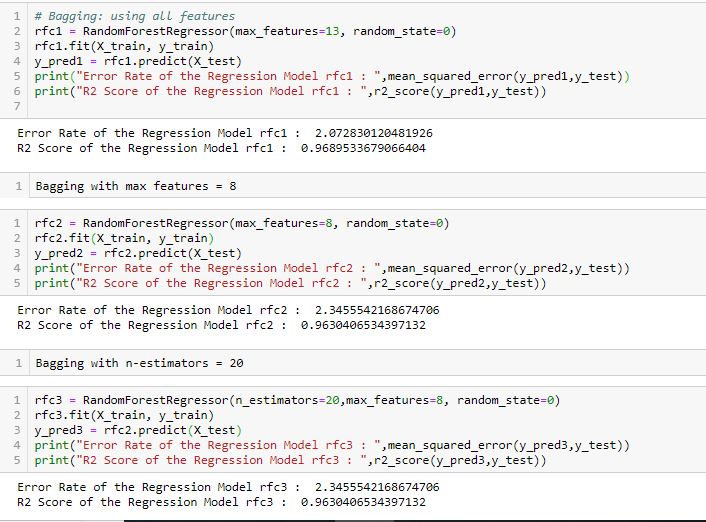 1 # Bagging: using all features
2 rfc1 = RandomForestRegressor(max_features=13, random_state=0)
3 rfc1.fit(X_train, y_train)
4 y_pred1 = rfc1.predict(X_test)
5 print("Error Rate of the Regression Model rfc1 : ",mean_squared_error(y_pred1,y_test))
6 print("R2 Score of the Regression Model rfc1 : ",r2_score(y_pred1,y_test))
7
Error Rate of the Regression Model rfc1 :  2.072830120481926
R2 Score of the Regression Model rfc1 :  0.9689533679066404
1 Bagging with max features = 8
1 rfc2 = RandomForestRegressor(max_features=8, random_state=0)
2 rfc2.fit(X_train, y_train)
3 y_pred2 = rfc2.predict(X_test)
4 print("Error Rate of the Regression Model rfc2 : ",mean_squared_error(y_pred2,y_test))
5 print("R2 Score of the Regression Model rfc2 : ",r2_score(y_pred2,y_test))
Error Rate of the Regression Model rfc2 :  2.3455542168674706
R2 Score of the Regression Model rfc2 :  0.9630406534397132
1 Bagging with n-estimators = 20
1 rfc3 = RandomForestRegressor(n_estimators=20,max_features=8, random_state=0)
2 rfc3.fit(X_train, y_train)
3 y_pred3 = rfc2.predict(X_test)
4 print("Error Rate of the Regression Model rfc3 : ",mean_squared_error(y_pred3,y_test))
5 print("R2 Score of the Regression Model rfc3 : ",r2_score(y_pred3,y_test))
Error Rate of the Regression Model rfc3 :  2.3455542168674706
R2 Score of the Regression Model rfc3 :  0.9630406534397132